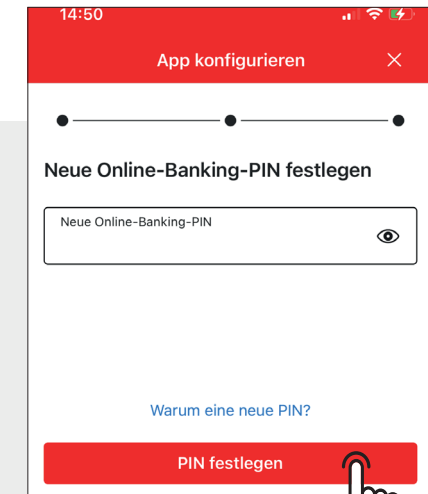 14:50
App konfigurieren
Neue Online-Banking-PIN festlegen
Neue Online-Banking-PIN
Warum eine neue PIN?
PIN festlegen